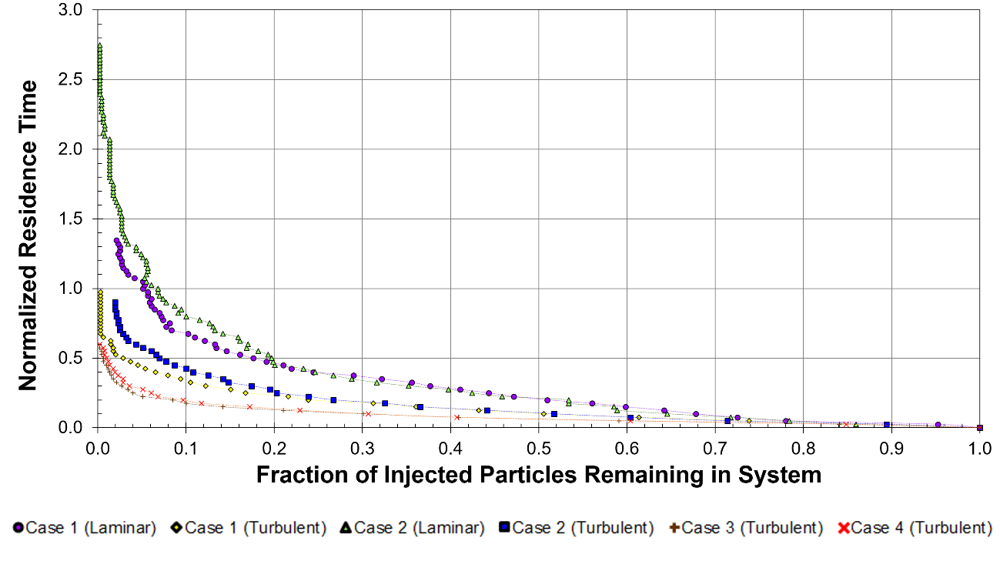 3.0
2.5
2.0
1.5
1.0
0.5
0.0
Normalized Residence Time
0.0 0.1 0.2 0.3 0.4 0.5 0.6 0.7 0.8 0.9 1.0
Fraction of Injected Particles Remaining in System
Case 1 (Laminar) Case 1 (Turbulent) Case 2 (Laminar) Case 2 (Turbulent) Case 3 (Turbulent) Case 4 (Turbulent)